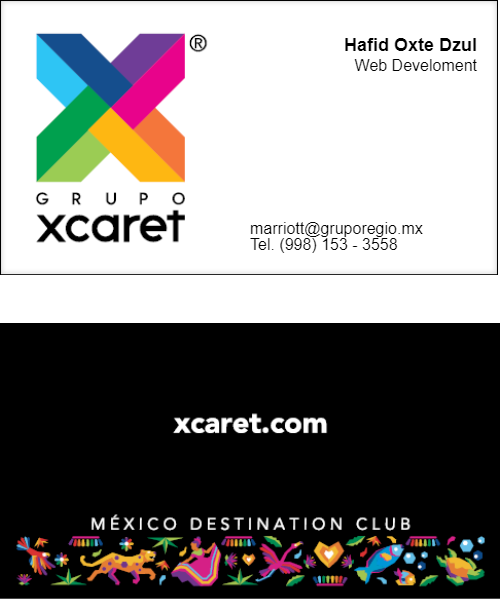 ®
Hafid Oxte Dzul
Web Develoment
GRUPO
xcaret
marriott@gruporegio.mx
Tel. (998) 153 - 3558
xcaret.com
MÉXICO DESTINATION CLUB